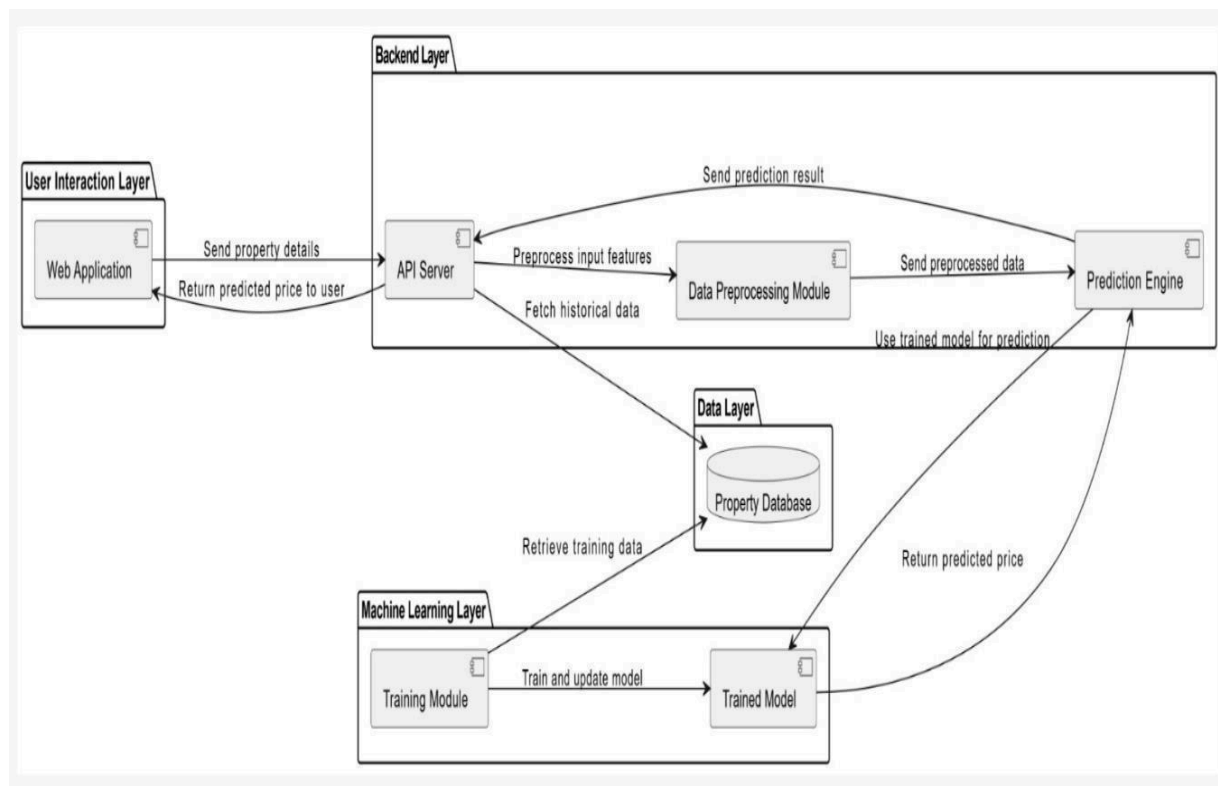 Backend Layer
User Interaction Layer
Send prediction result
Web Application
Send property details
Return predicted price to user
API Server
Preprocess input features
Fetch historical data
Data Preprocessing Module
Send preprocessed data
Prediction Engine
Use trained model for prediction
Data Layer
Property Database
Retrieve training data
Return predicted price
Machine Learning Layer
Training Module
Train and update model
Trained Model